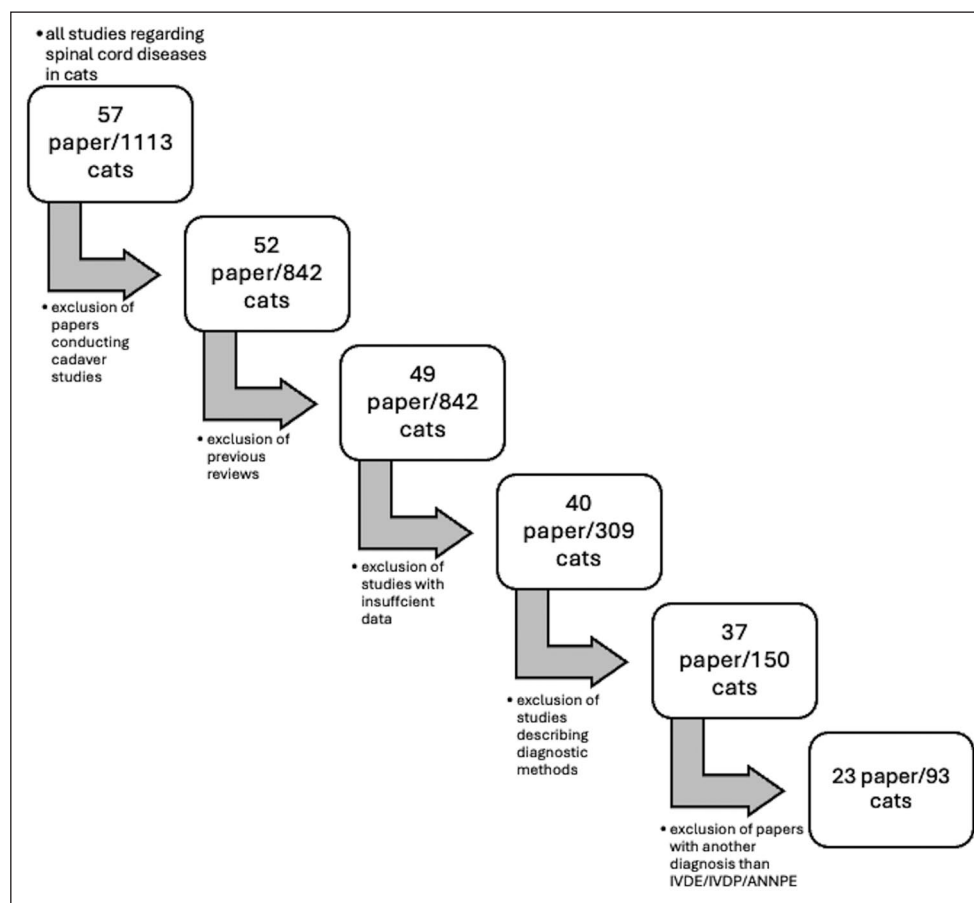 • all studies regarding
spinal cord diseases
in cats
57
paper/1113
cats
52
paper/842
cats
• exclusion of
papers
conducting
cadaver
studies
49
paper/842
cats
• exclusion of
previous
reviews
40
paper/309
cats
• exclusion of
studies with
insuffcient
data
37
paper/150
cats
• exclusion of
studies
describing
diagnostic
methods
23 paper/93
cats
• exclusion of papers
with another
diagnosis than
IVDE/IVDP/ANNPE